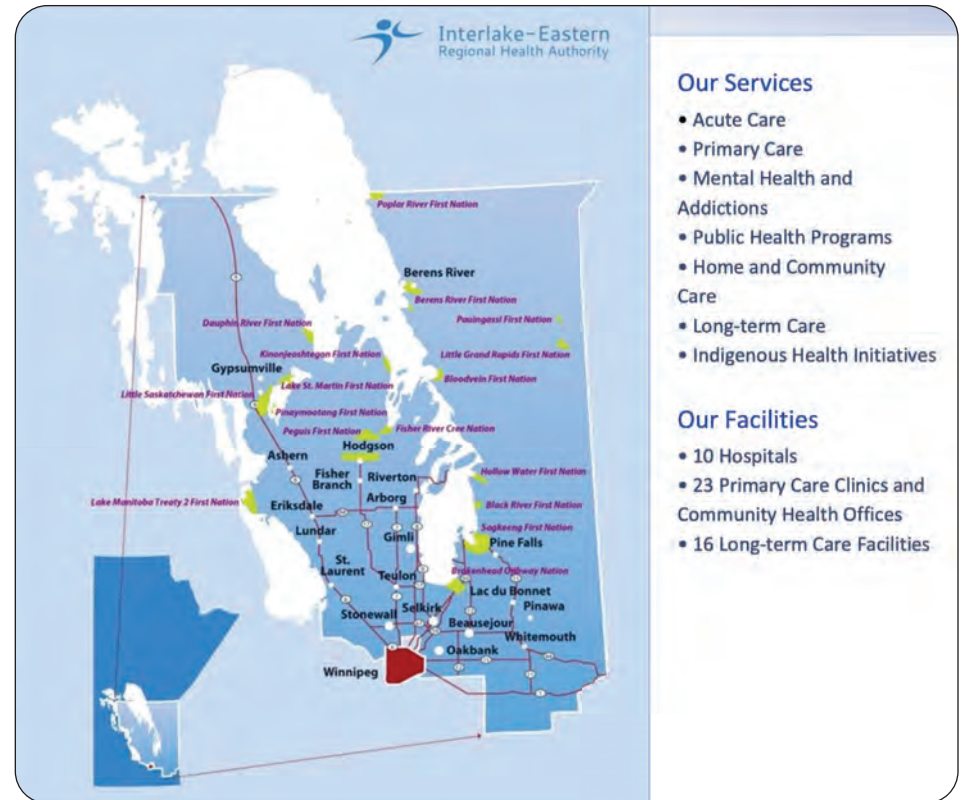 Interlake-Eastern
Regional Health Authority
Poplar River First Nation
Berens River
Berens River First Nation
Pauingassi First Nation
Dauphin River First Nation
Kinonjeoshtegon First Nation
Little Grand Rapids First Nation
Gypsumville
Bloodvein First Nation
Lake St. Martin First Nation
Little Saskatchewan First Nation
Pinaymootang First Nation
Peguis First Nation
Fisher River Cree Nation
Hodgson
Ashern
Fisher
Branch
Riverton
Hollow Water First Nation
Lake Manitoba Treaty 2 First Nation
Eriksdale
Arborg
Black River First Nation
Lundar
Gimli
Sagkeeng First Nation
Pine Falls
St.
Laurent
Teulon
Brokenhead Ojibway Nation
Lac du Bonnet
Stonewall
Selkirk
Pinawa
Beausejour
Whitemouth
Oakbank
Winnipeg
Our Services
• Acute Care
• Primary Care
• Mental Health and
Addictions
• Public Health Programs
• Home and Community
Care
• Long-term Care
• Indigenous Health Initiatives
Our Facilities
• 10 Hospitals
• 23 Primary Care Clinics and
Community Health Offices
• 16 Long-term Care Facilities